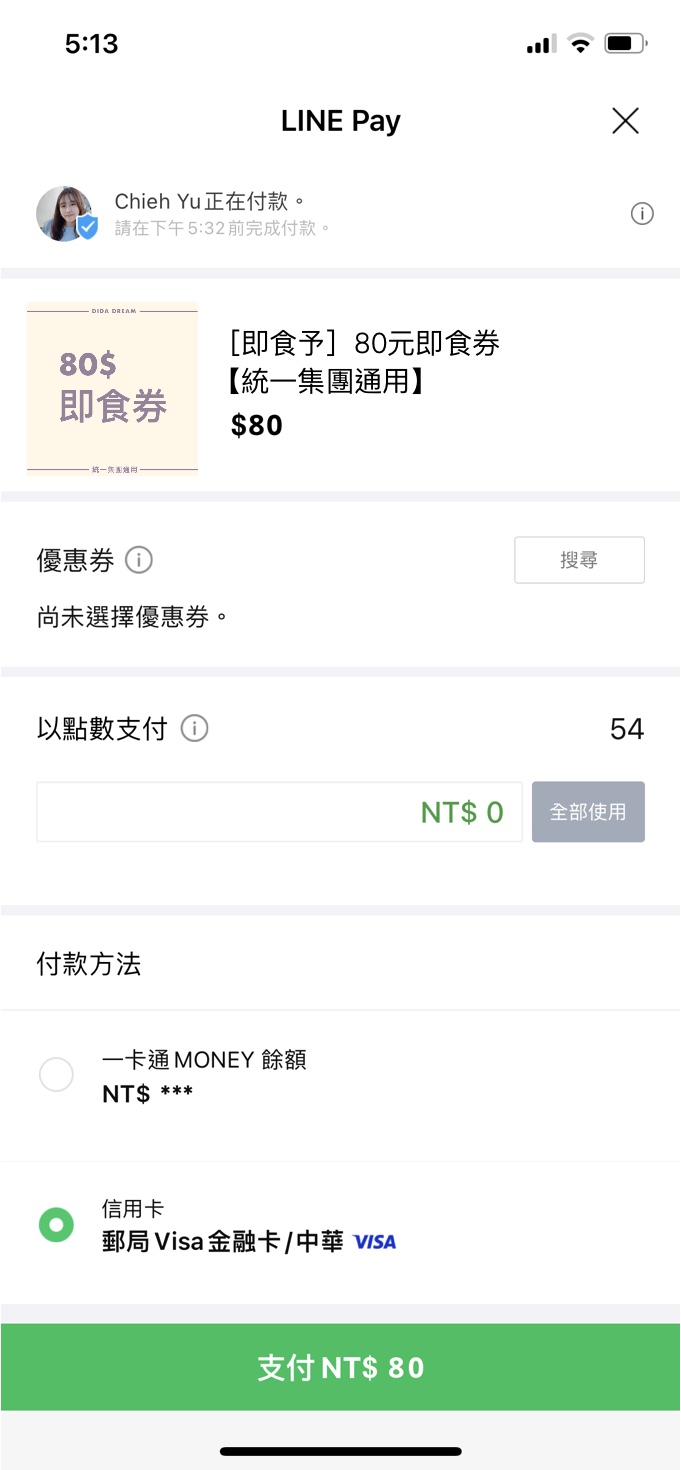 5:13
LINE Pay
Chieh Yu正在付款。
請在下午5:32前完成付款。
DIDA DREAM
80$
即食券
統一集團通用
［即食予］80元即食券
【統一集團通用】
$80
優惠券
搜尋
尚未選擇優惠券。
以點數支付
54
NT$ 0
全部使用
付款方法
一卡通MONEY 餘額
NT$ ***
信用卡
郵局Visa金融卡/中華 VISA
支付NT$ 80